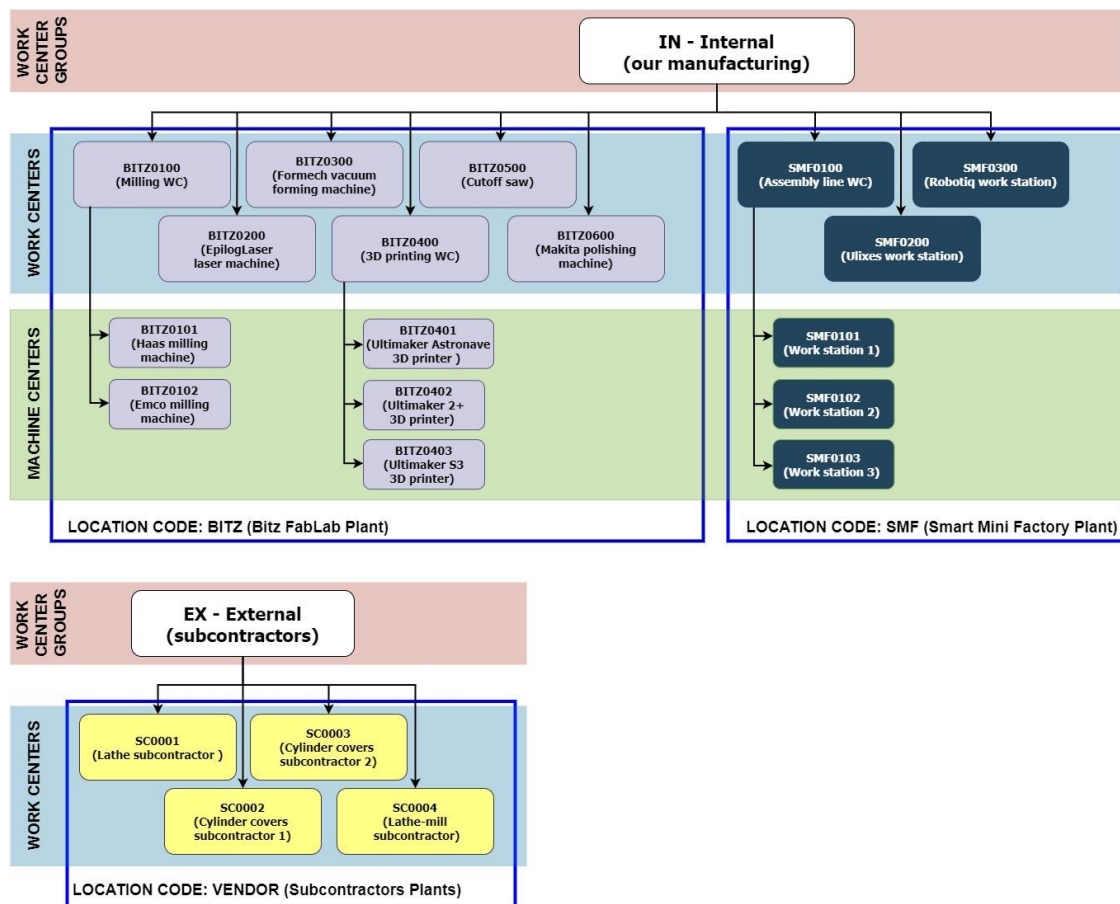 WORK
CENTER
GROUPS
IN - Internal
(our manufacturing)
WORK CENTERS
BITZ0100
(Milling WC)
BITZ0300
(Formech vacuum
forming machine)
BITZ0500
(Cutoff saw)
SMF0100
(Assembly line WC)
SMF0300
(Robotiq work station)
BITZ0200
(EpilogLaser
laser machine)
BITZ0400
(3D printing WC)
BITZ0600
(Makita polishing
machine)
SMF0200
(Ulixes work station)
MACHINE CENTERS
BITZ0101
(Haas milling
machine)
BITZ0401
(Ultimaker Astronave
3D printer )
SMF0101
(Work station 1)
BITZ0102
(Emco milling
machine)
BITZ0402
(Ultimaker 2+
3D printer)
SMF0102
(Work station 2)
BITZ0403
(Ultimaker S3
3D printer)
SMF0103
(Work station 3)
LOCATION CODE: BITZ (Bitz FabLab Plant)
LOCATION CODE: SMF (Smart Mini Factory Plant)
WORK
CENTER
GROUPS
EX - External
(subcontractors)
WORK CENTERS
SC0001
(Lathe subcontractor )
SC0003
(Cylinder covers
subcontractor 2)
SC0002
(Cylinder covers
subcontractor 1)
SC0004
(Lathe-mill
subcontractor)
LOCATION CODE: VENDOR (Subcontractors Plants)